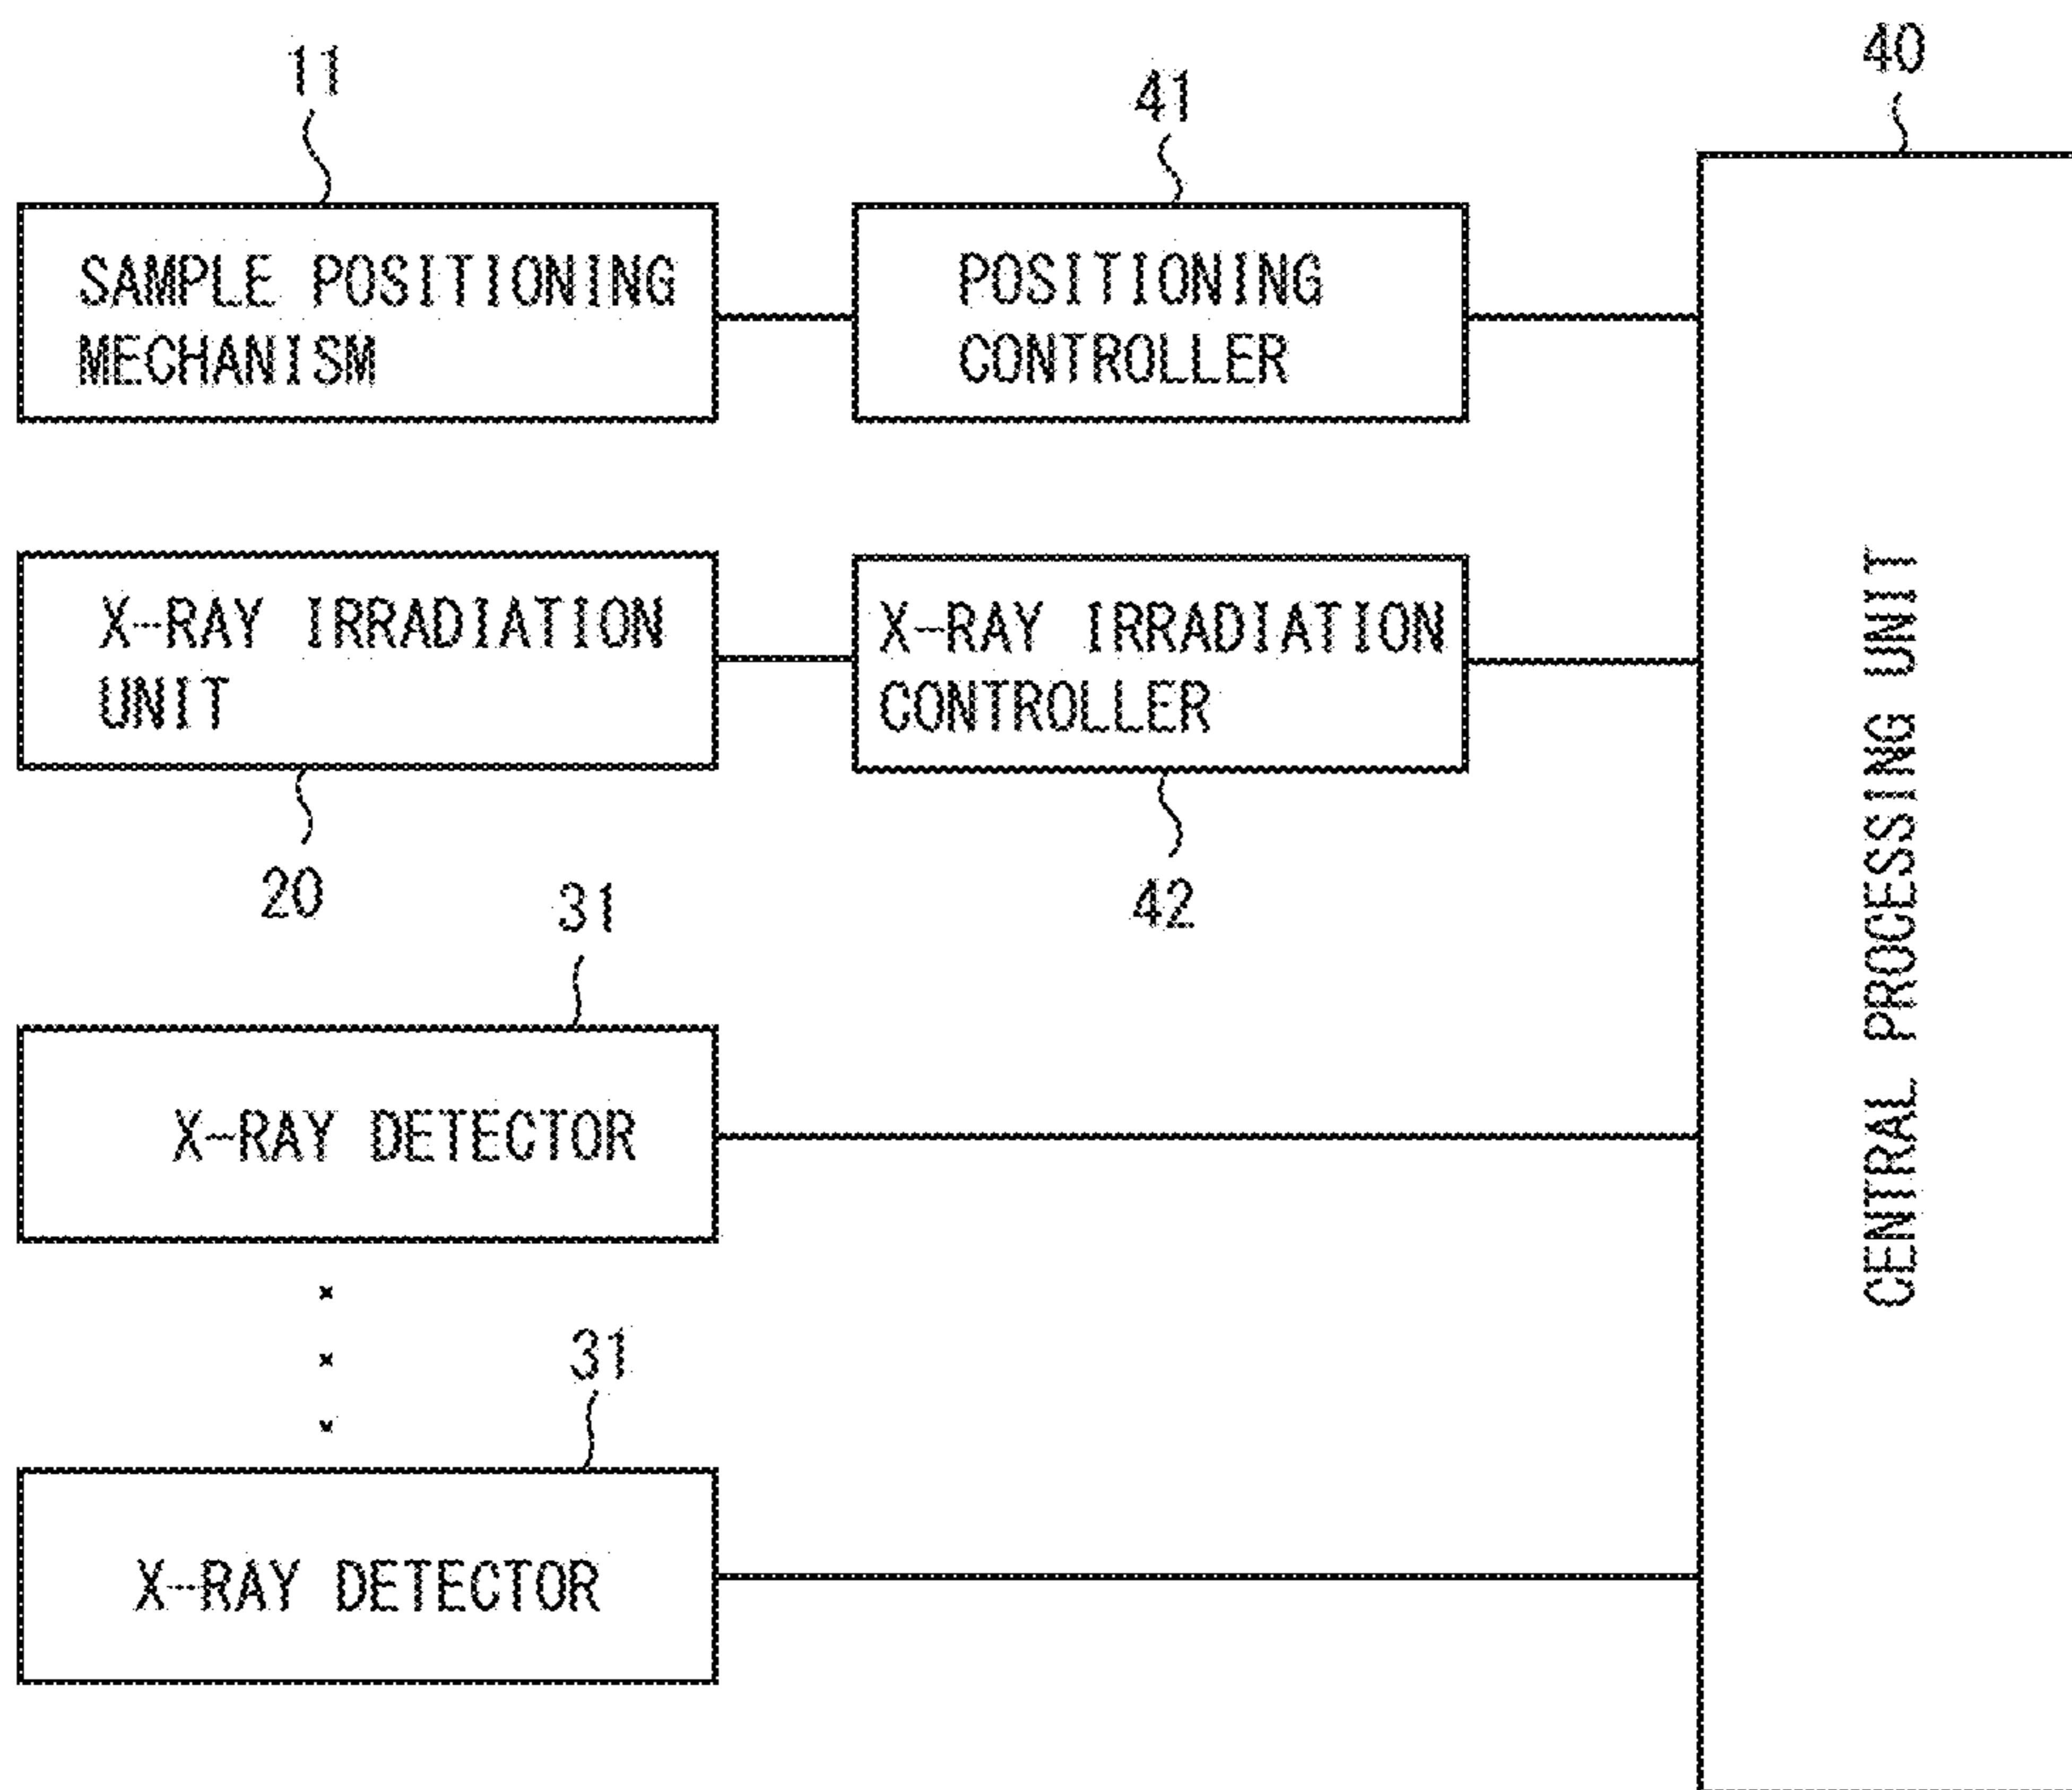 11
41
40
SAMPLE POSITIONING
MECHANISM
POSITIONING
CONTROLLER
X-RAY IRRADIATION
UNIT
X-RAY IRRADIATION
CONTROLLER
20
42
31
X-RAY DETECTOR
31
X-RAY DETECTOR
CENTRAL PROCESSING UNIT